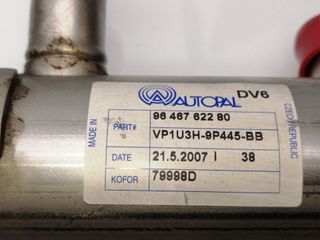 AUTOPAL DV6
96 467 622 80
PART# VP1U3H-9P445-BB
DATE 21.5.2007 I 38
KOFOR 79998D
MADE IN
CZECH REPUBLIC